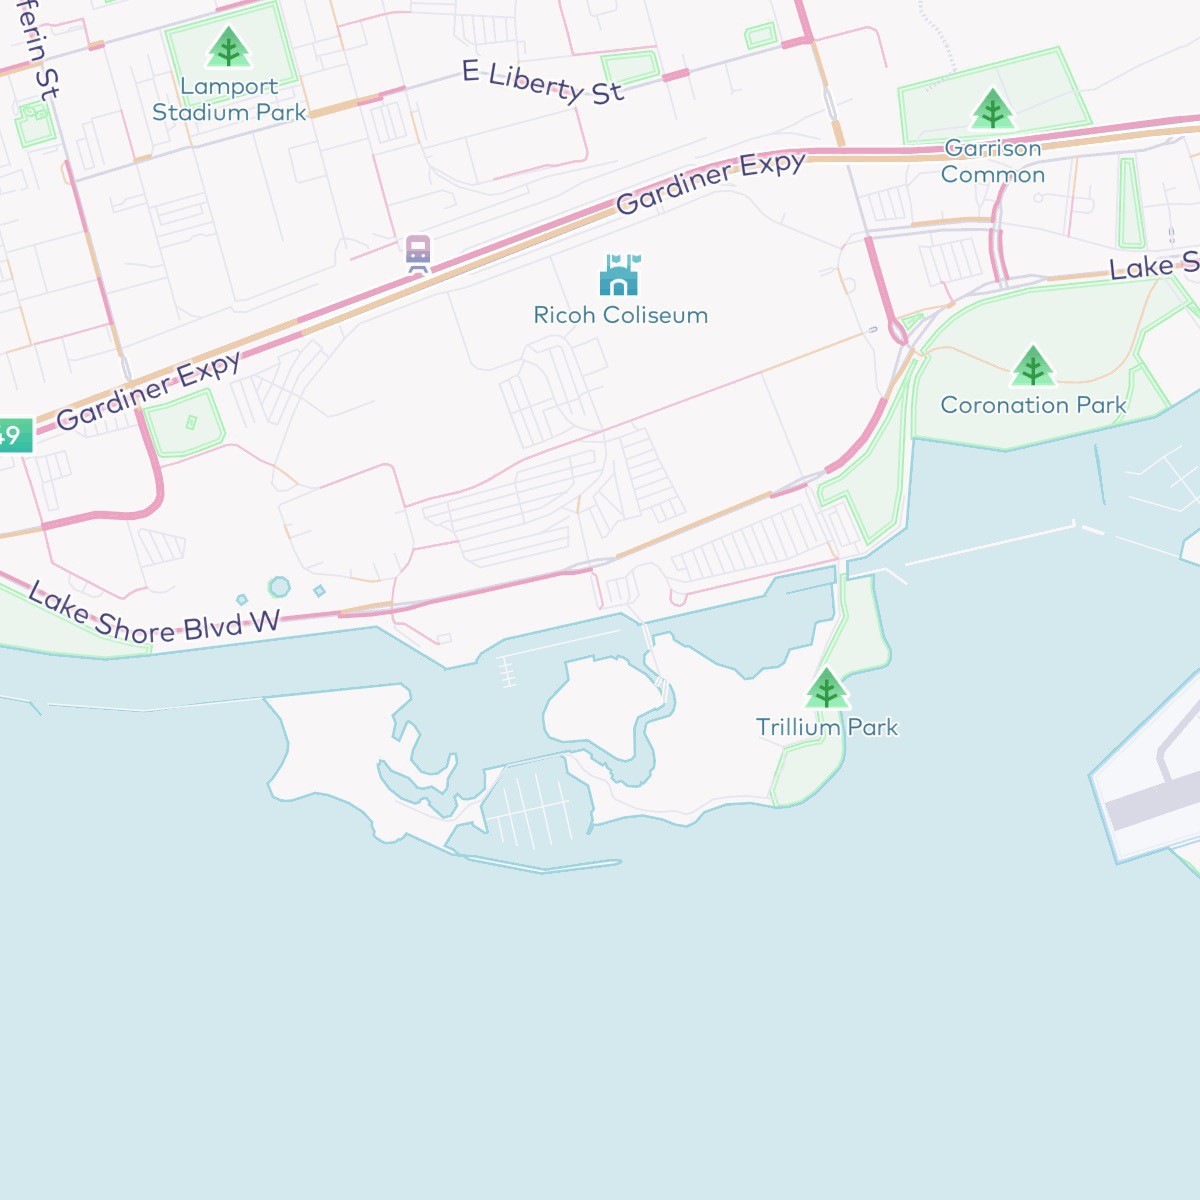 fferin St
Lamport
Stadium Park
E Liberty St
Garrison
Common
Gardiner Expy
Lake S
Ricoh Coliseum
Gardiner Expy
Coronation Park
49
Lake Shore Blvd W
Trillium Park